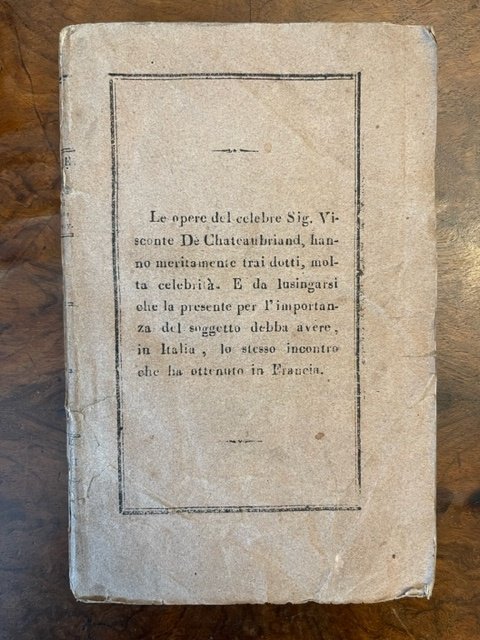 Le opere del celebre Sig. Vi-
sconte Dè Chateaubriand, han-
no meritamente trai dotti, mol-
ta celebrità. E da lusingarsi
che la presente per l'importan-
za del soggetto debba avere,
in Italia, lo stesso incontro
che ha ottenuto in Francia.